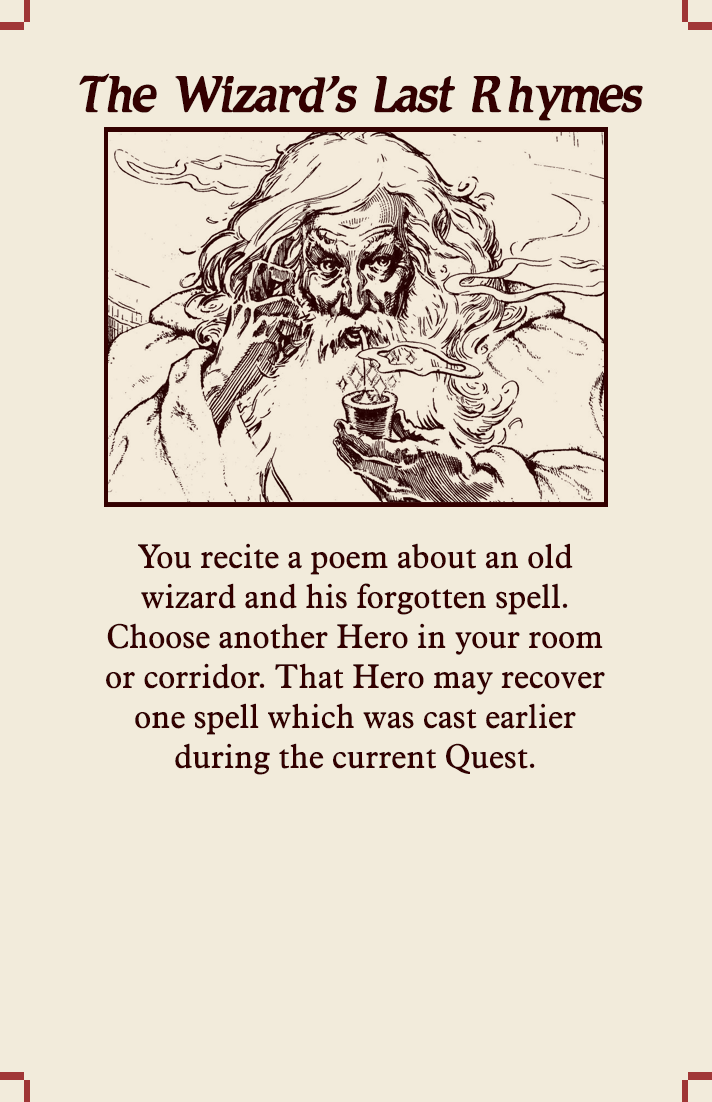 The Wizard’s Last Rhymes
You recite a poem about an old
wizard and his forgotten spell.
Choose another Hero in your room
or corridor. That Hero may recover
one spell which was cast earlier
during the current Quest.